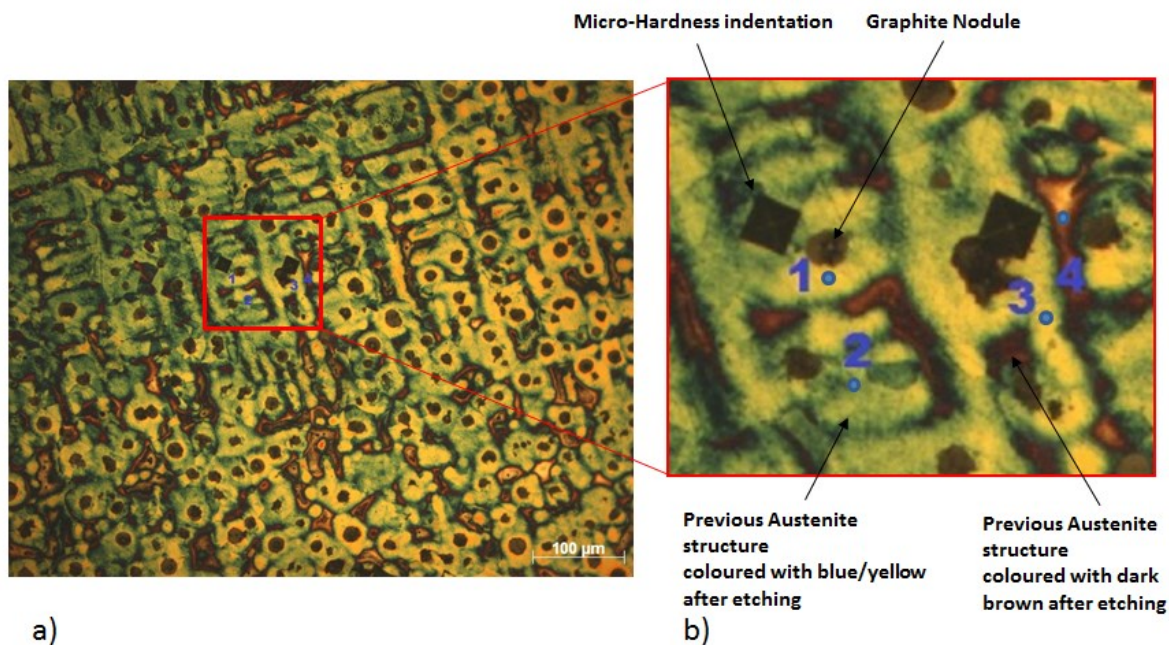 Micro-Hardness indentation
Graphite Nodule
1
2
3
4
1
2
3
4
100 µm
Previous Austenite
structure
coloured with blue/yellow
after etching
Previous Austenite
structure
coloured with dark
brown after etching
a)
b)